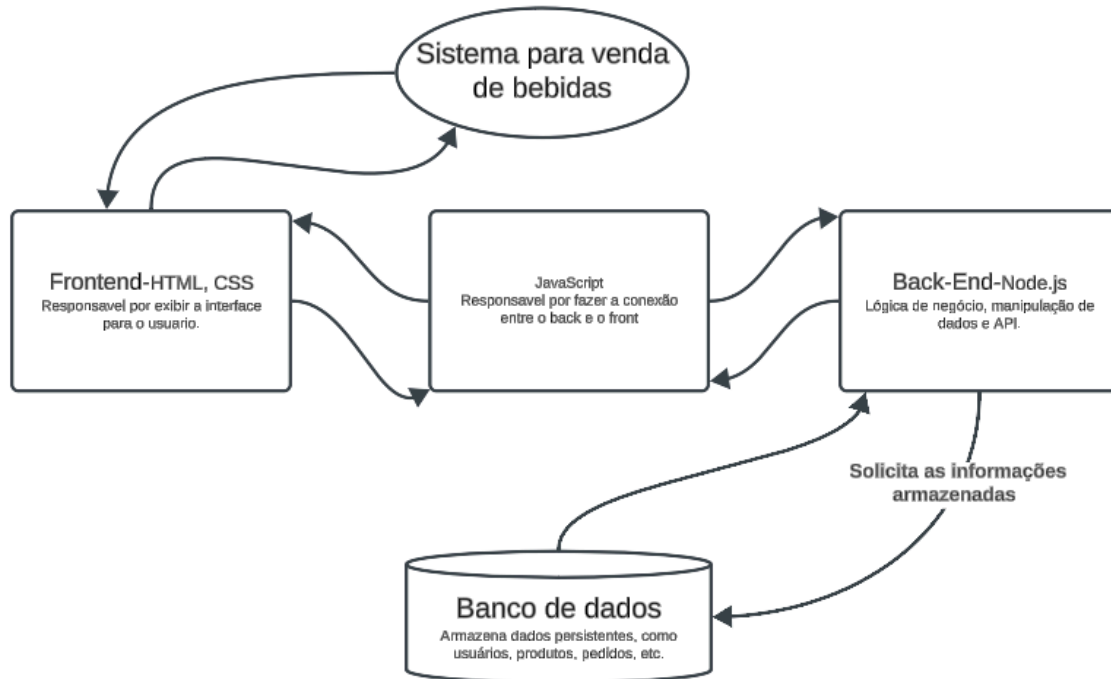 Sistema para venda
de bebidas
Frontend-HTML, CSS
Responsavel por exibir a interface
para o usuario.
JavaScript
Responsavel por fazer a conexão
entre o back e o front
Back-End-Node.js
Lógica de negócio, manipulação de
dados e API.
Solicita as informações
armazenadas
Banco de dados
Armazena dados persistentes, como
usuários, produtos, pedidos, etc.